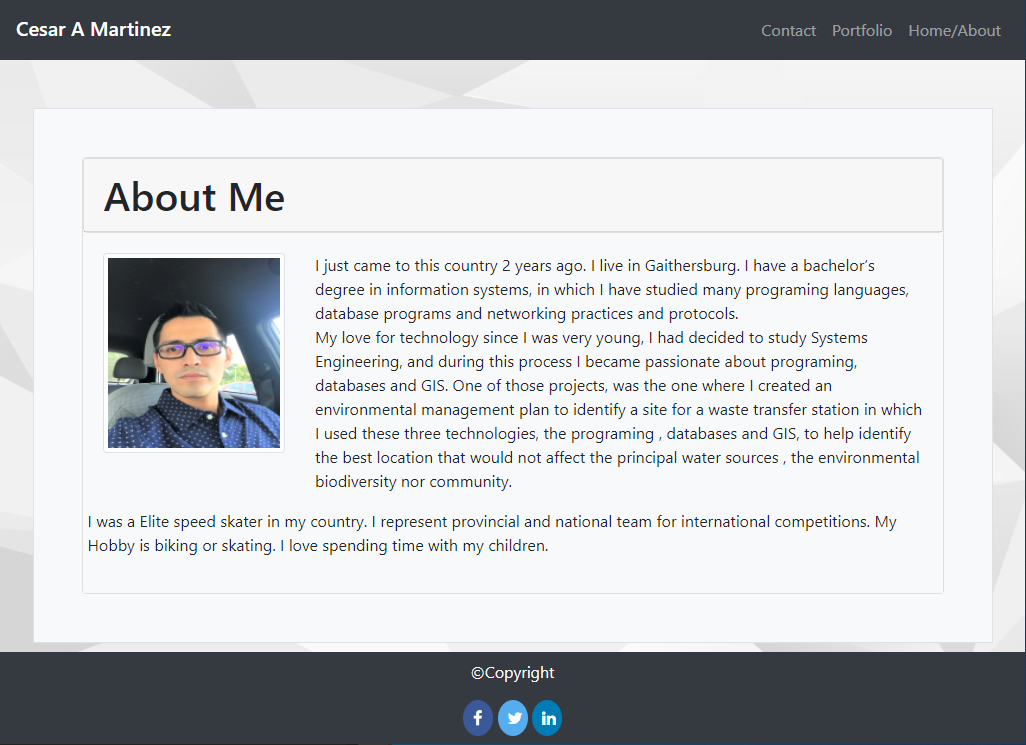 Cesar A Martinez
Contact Portfolio Home/About
About Me
I just came to this country 2 years ago. I live in Gaithersburg. I have a bachelor’s
degree in information systems, in which I have studied many programing languages,
database programs and networking practices and protocols.
My love for technology since I was very young, I had decided to study Systems
Engineering, and during this process I became passionate about programing,
databases and GIS. One of those projects, was the one where I created an
environmental management plan to identify a site for a waste transfer station in which
I used these three technologies, the programing , databases and GIS, to help identify
the best location that would not affect the principal water sources , the environmental
biodiversity nor community.
I was a Elite speed skater in my country. I represent provincial and national team for international competitions. My
Hobby is biking or skating. I love spending time with my children.
©Copyright